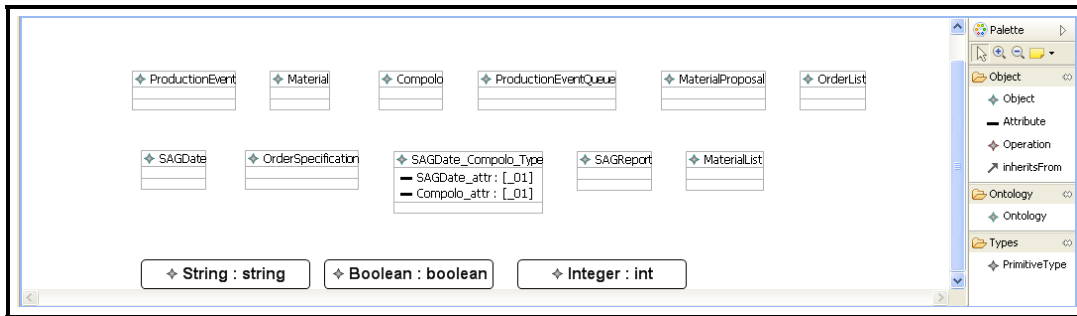 ProductionEvent Material Compolo ProductionEventQueue MaterialProposal OrderList
SAGDate OrderSpecification SAGDate_Compolo_Type SAGReport MaterialList
SAGDate_attr : [_01]
Compolo_attr : [_01]
String : string Boolean : boolean Integer : int
Palette
Object
Object
Attribute
Operation
inheritsFrom
Ontology
Ontology
Types
PrimitiveType